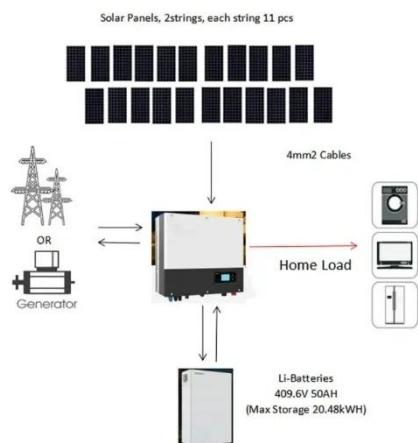 Solar Panels, 2strings, each string 11 pcs
4mm2 Cables
OR
Generator
Home Load
Li-Batteries
409.6V 50AH
(Max Storage 20.48kWH)